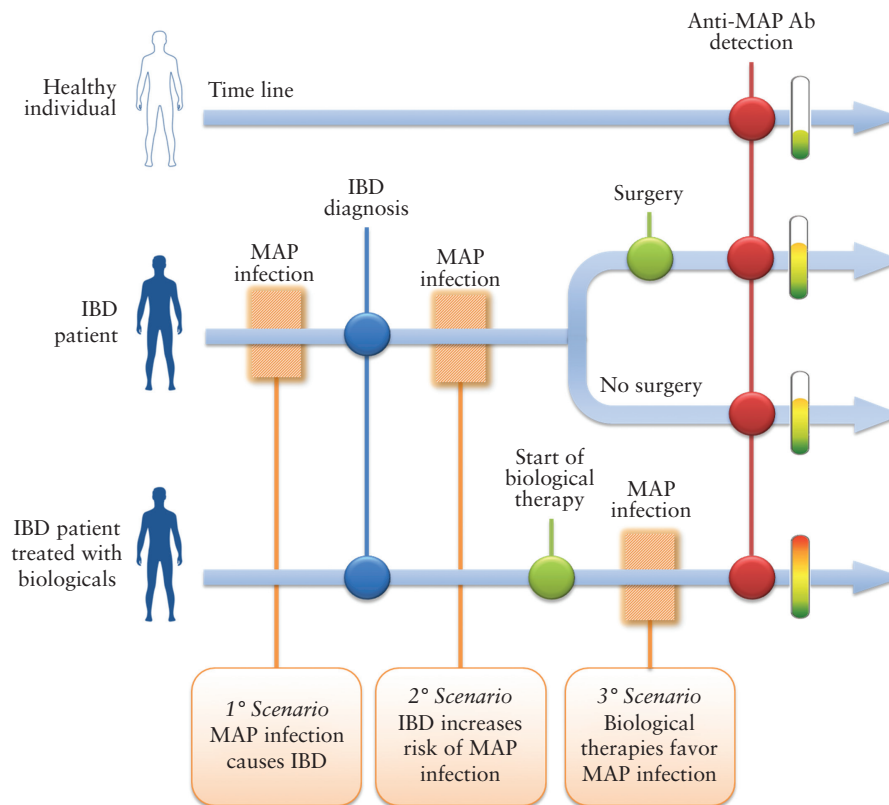 Anti-MAP Ab
detection
Healthy
individual
Time line
IBD
diagnosis
Surgery
MAP
infection
MAP
infection
IBD
patient
No surgery
Start of
biological
therapy
MAP
infection
IBD patient
treated with
biologicals
1° Scenario
MAP infection
causes IBD
2° Scenario
IBD increases
risk of MAP
infection
3° Scenario
Biological
therapies favor
MAP infection